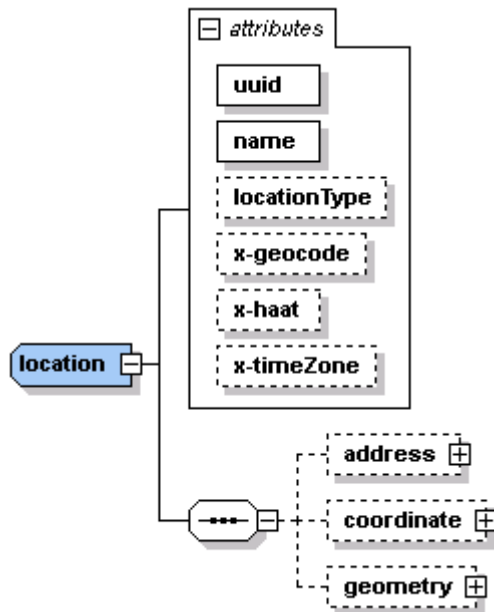 attributes
uuid
name
locationType
x-geocode
x-haat
location
x-timeZone
address
coordinate
geometry